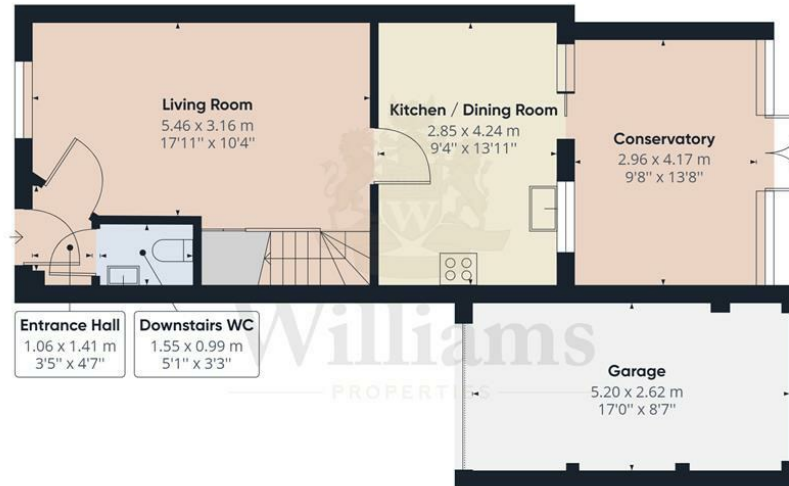 Living Room
5.46 x 3.16 m
17'11" x 10'4"
Kitchen / Dining Room
2.85 x 4.24 m
9'4" x 13'11"
Conservatory
2.96 x 4.17 m
9'8" x 13'8"
Entrance Hall
1.06 x 1.41 m
3'5" x 4'7"
Downstairs WC
1.55 x 0.99 m
5'1" x 3'3"
Garage
5.20 x 2.62 m
17'0" x 8'7"
W
Williams
PROPERTIES